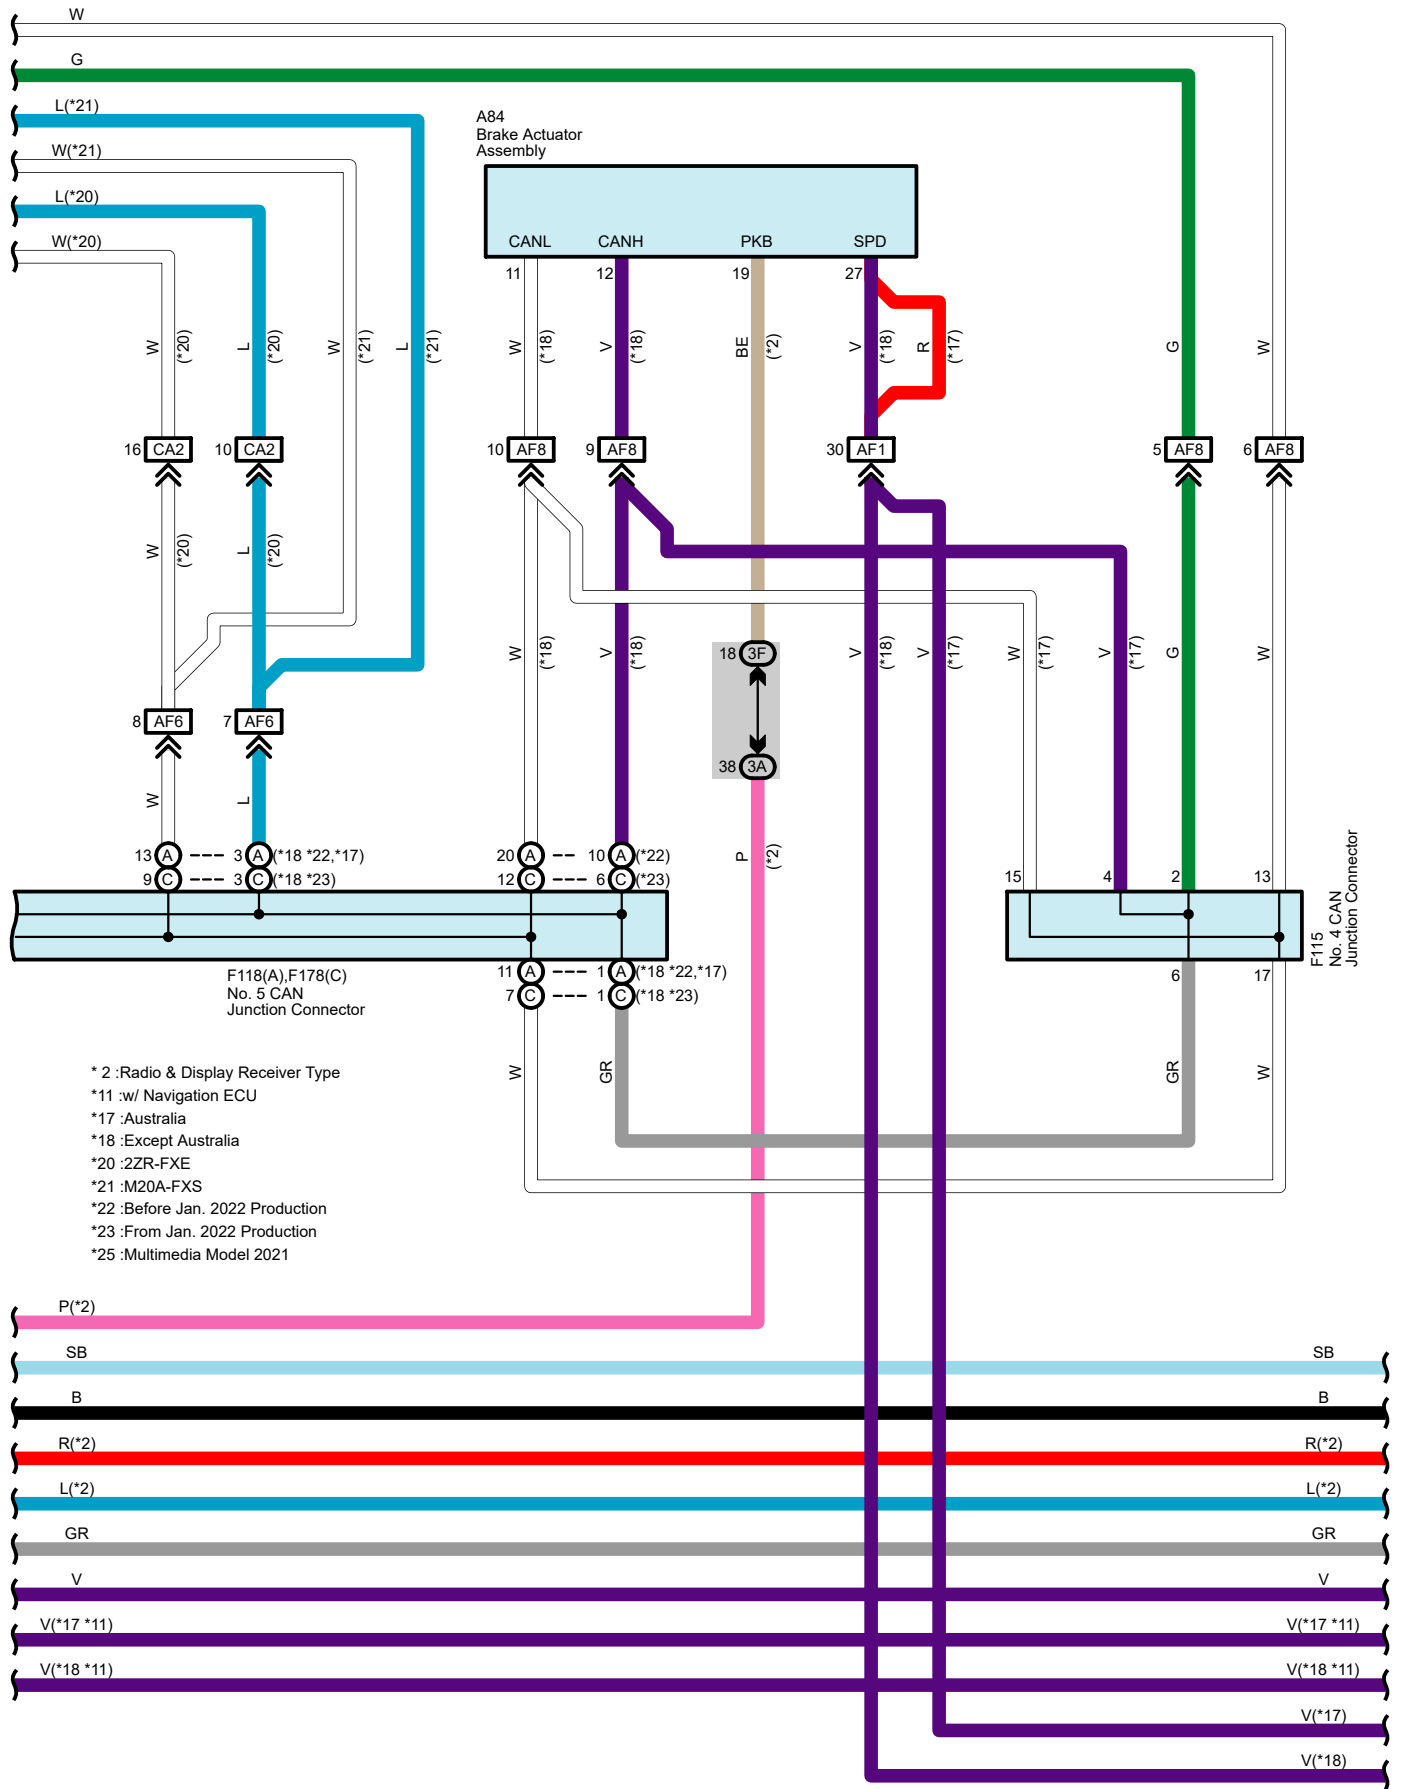 W
G
L(*21)
W(*21)
L(*20)
W(*20)
A84
Brake Actuator
Assembly
CANL CANH PKB SPD
11 12 19 27
W (*20) L (*20) W (*21) L (*21) W (*18) V (*18) BE (*2) V (*18) R (*17) G W
16 CA2 10 CA2 10 AF8 9 AF8 30 AF1 5 AF8 6 AF8
W (*20) L (*20)
W (*18) V (*18) V (*18) V (*17) W (*17) V (*17) G W
18 3F
8 AF6 7 AF6
38 3A
W L
P (*2)
13 A 3 A (*18 *22,*17) 20 A 10 A (*22)
9 C 3 C (*18 *23) 12 C 6 C (*23)
15 4 2 13
F115
No. 4 CAN
Junction Connector
F118(A),F178(C)
No. 5 CAN
Junction Connector
11 A 1 A (*18 *22,*17)
7 C 1 C (*18 *23)
6 17
W GR GR W
* 2 :Radio & Display Receiver Type
*11 :w/ Navigation ECU
*17 :Australia
*18 :Except Australia
*20 :2ZR-FXE
*21 :M20A-FXS
*22 :Before Jan. 2022 Production
*23 :From Jan. 2022 Production
*25 :Multimedia Model 2021
P(*2)
SB SB
B B
R(*2) R(*2)
L(*2) L(*2)
GR GR
V V
V(*17 *11) V(*17 *11)
V(*18 *11) V(*18 *11)
V(*17)
V(*18)